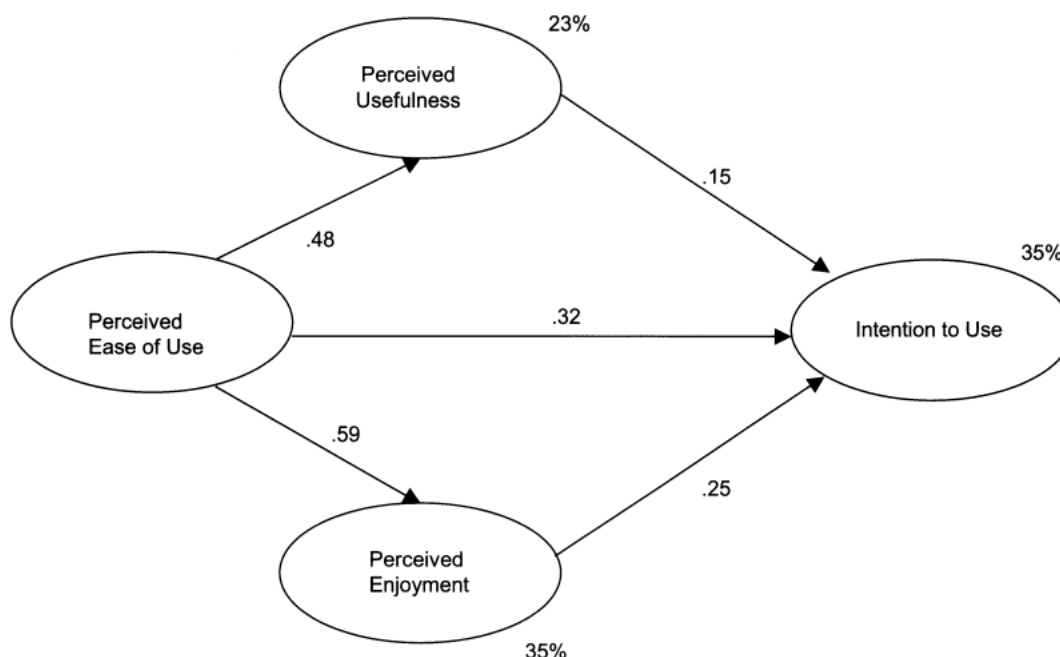 23%
Perceived
Usefulness
.15
.48
35%
Perceived
Ease of Use
.32
Intention to Use
.59
.25
Perceived
Enjoyment
35%